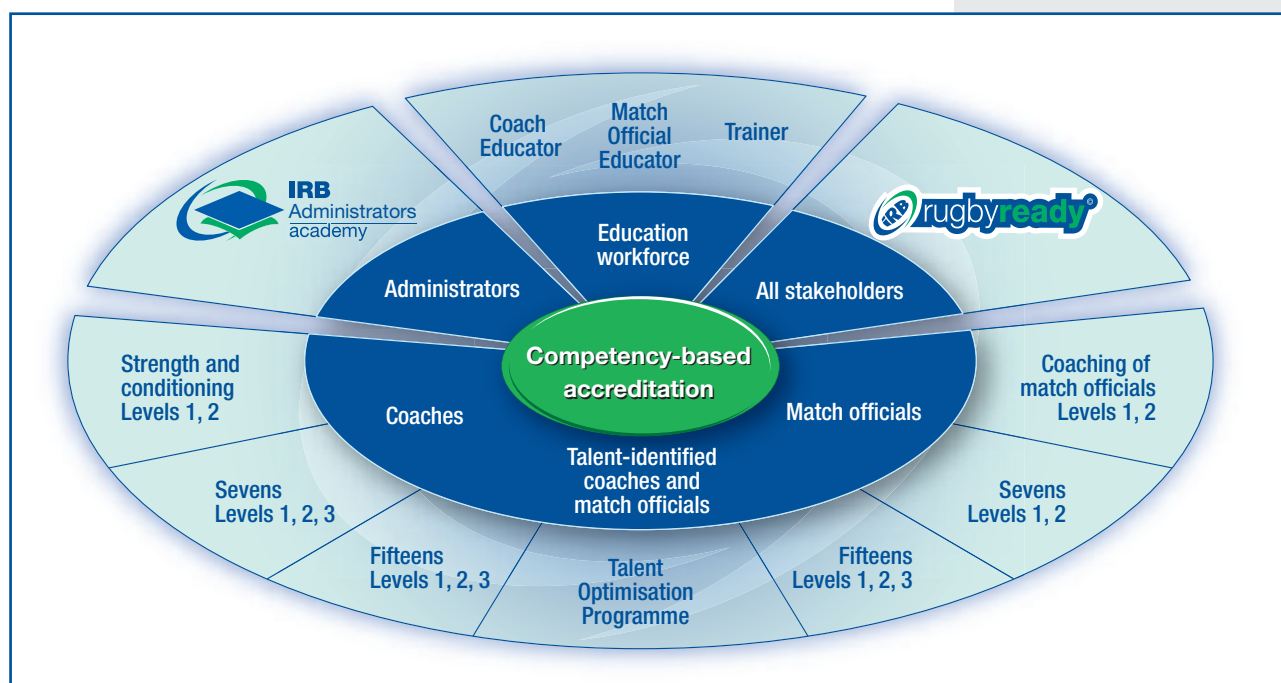 Coach
Educator
Match
Official
Educator
Trainer
IRB
Administrators
academy
iRB rugbyready©
Education
workforce
Administrators
All stakeholders
Competency-based
accreditation
Strength and
conditioning
Levels 1, 2
Coaches
Match officials
Coaching of
match officials
Levels 1, 2
Talent-identified
coaches and
match officials
Sevens
Levels 1, 2, 3
Sevens
Levels 1, 2
Fifteens
Levels 1, 2, 3
Talent
Optimisation
Programme
Fifteens
Levels 1, 2, 3